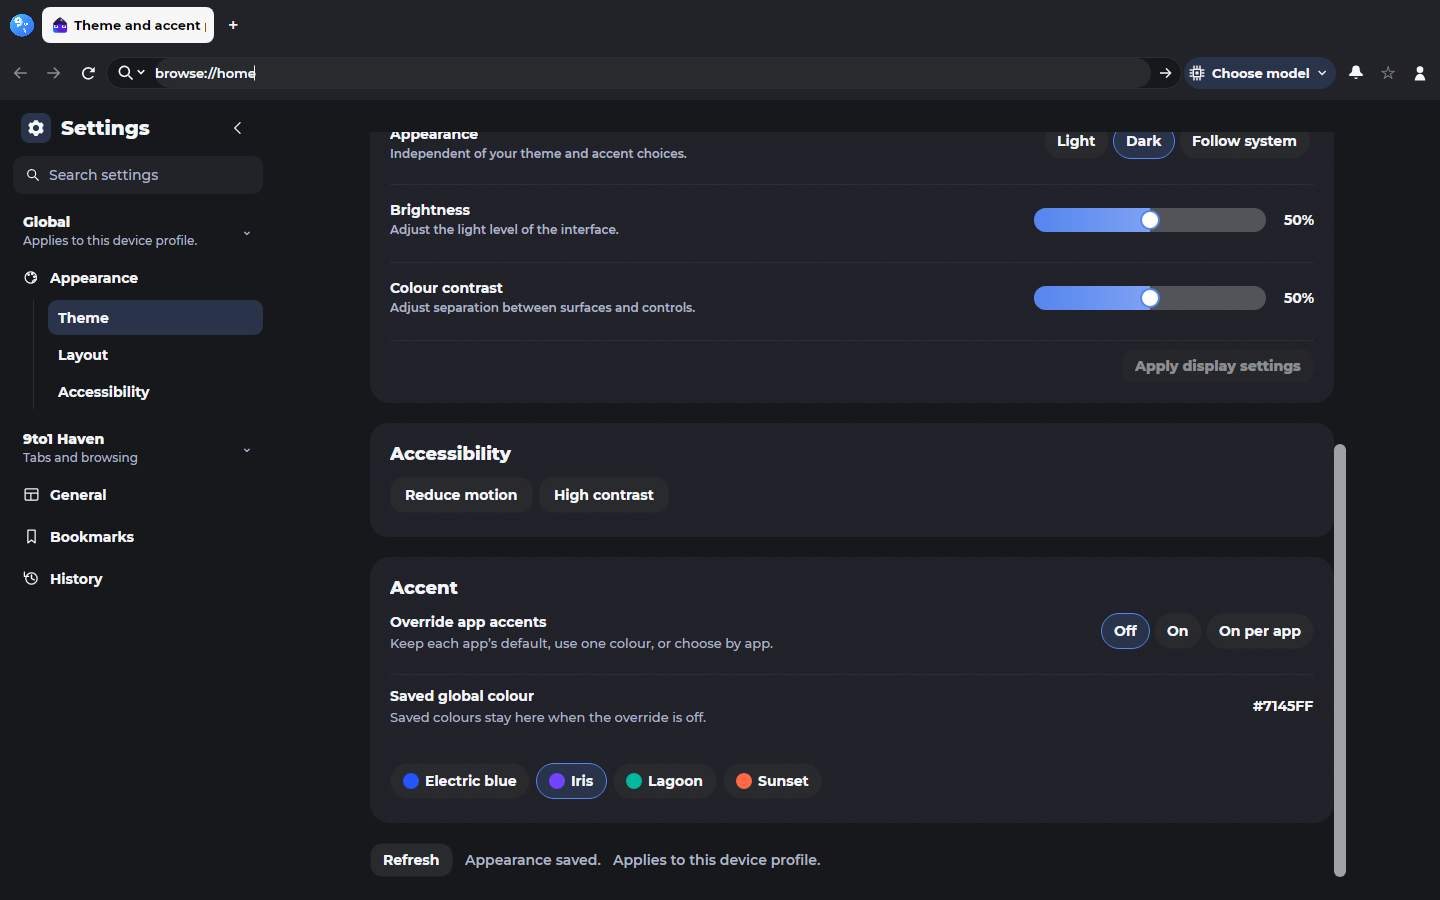 Theme and accent
browse://home
Choose model
Settings
Search settings
Global
Applies to this device profile.
Appearance
Theme
Layout
Accessibility
9to1 Haven
Tabs and browsing
General
Bookmarks
History
Appearance
Independent of your theme and accent choices.
Light
Dark
Follow system
Brightness
Adjust the light level of the interface.
50%
Colour contrast
Adjust separation between surfaces and controls.
50%
Apply display settings
Accessibility
Reduce motion
High contrast
Accent
Override app accents
Keep each app's default, use one colour, or choose by app.
Off
On
On per app
Saved global colour
Saved colours stay here when the override is off.
#7145FF
Electric blue
Iris
Lagoon
Sunset
Refresh
Appearance saved.
Applies to this device profile.